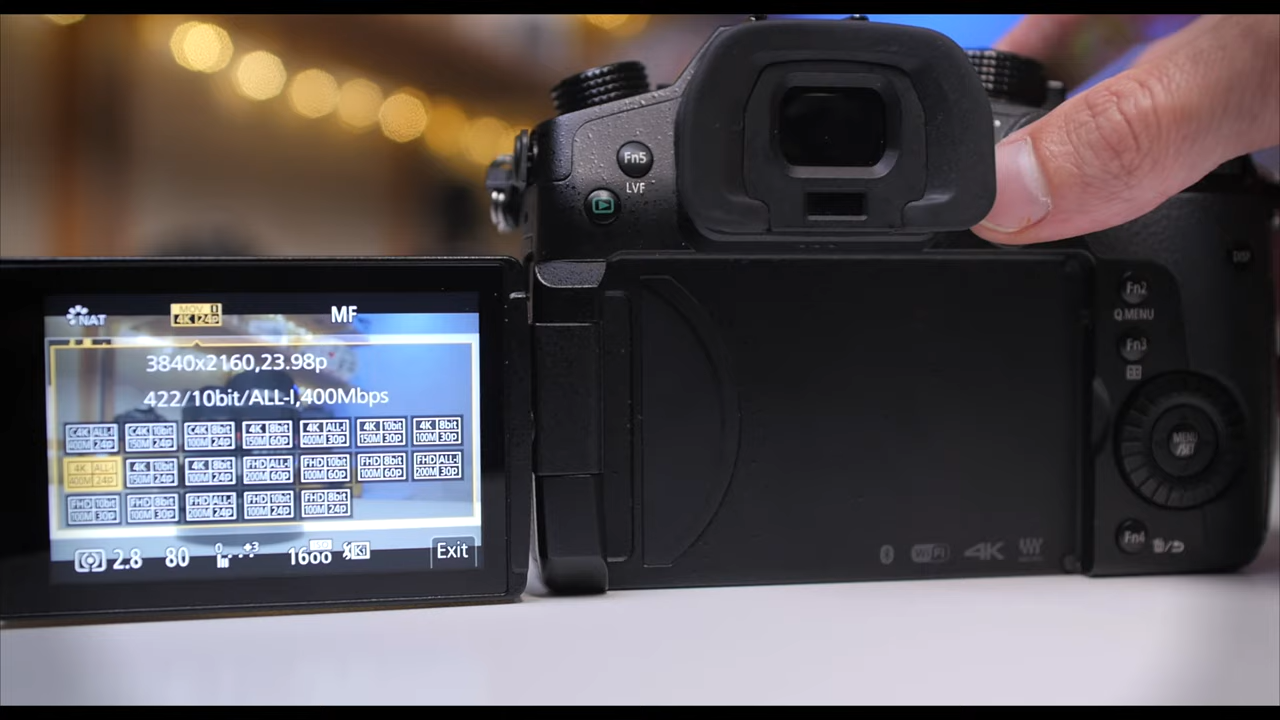 NAT
MOV
4K 24p
MF
3840x2160,23.98p
422/10bit/ALL-I,400Mbps
C4K ALL-I 400M 24p
C4K 10bit 150M 24p
C4K 8bit 100M 24p
4K 8bit 150M 60p
4K ALL-I 400M 30p
4K 10bit 150M 30p
4K 8bit 100M 30p
4K ALL-I 400M 24p
4K 10bit 150M 24p
4K 8bit 100M 24p
FHD ALL-I 200M 60p
FHD 10bit 100M 60p
FHD 8bit 100M 60p
FHD ALL-I 200M 30p
FHD 10bit 100M 30p
FHD 8bit 100M 30p
FHD ALL-I 200M 24p
FHD 10bit 100M 24p
FHD 8bit 100M 24p
2.8 80 0 +3 1600 ISO
Exit
Fn5
LVF
DISP
Fn2
Q.MENU
Fn3
MENU
/SET
Fn4
Wi Fi 4K